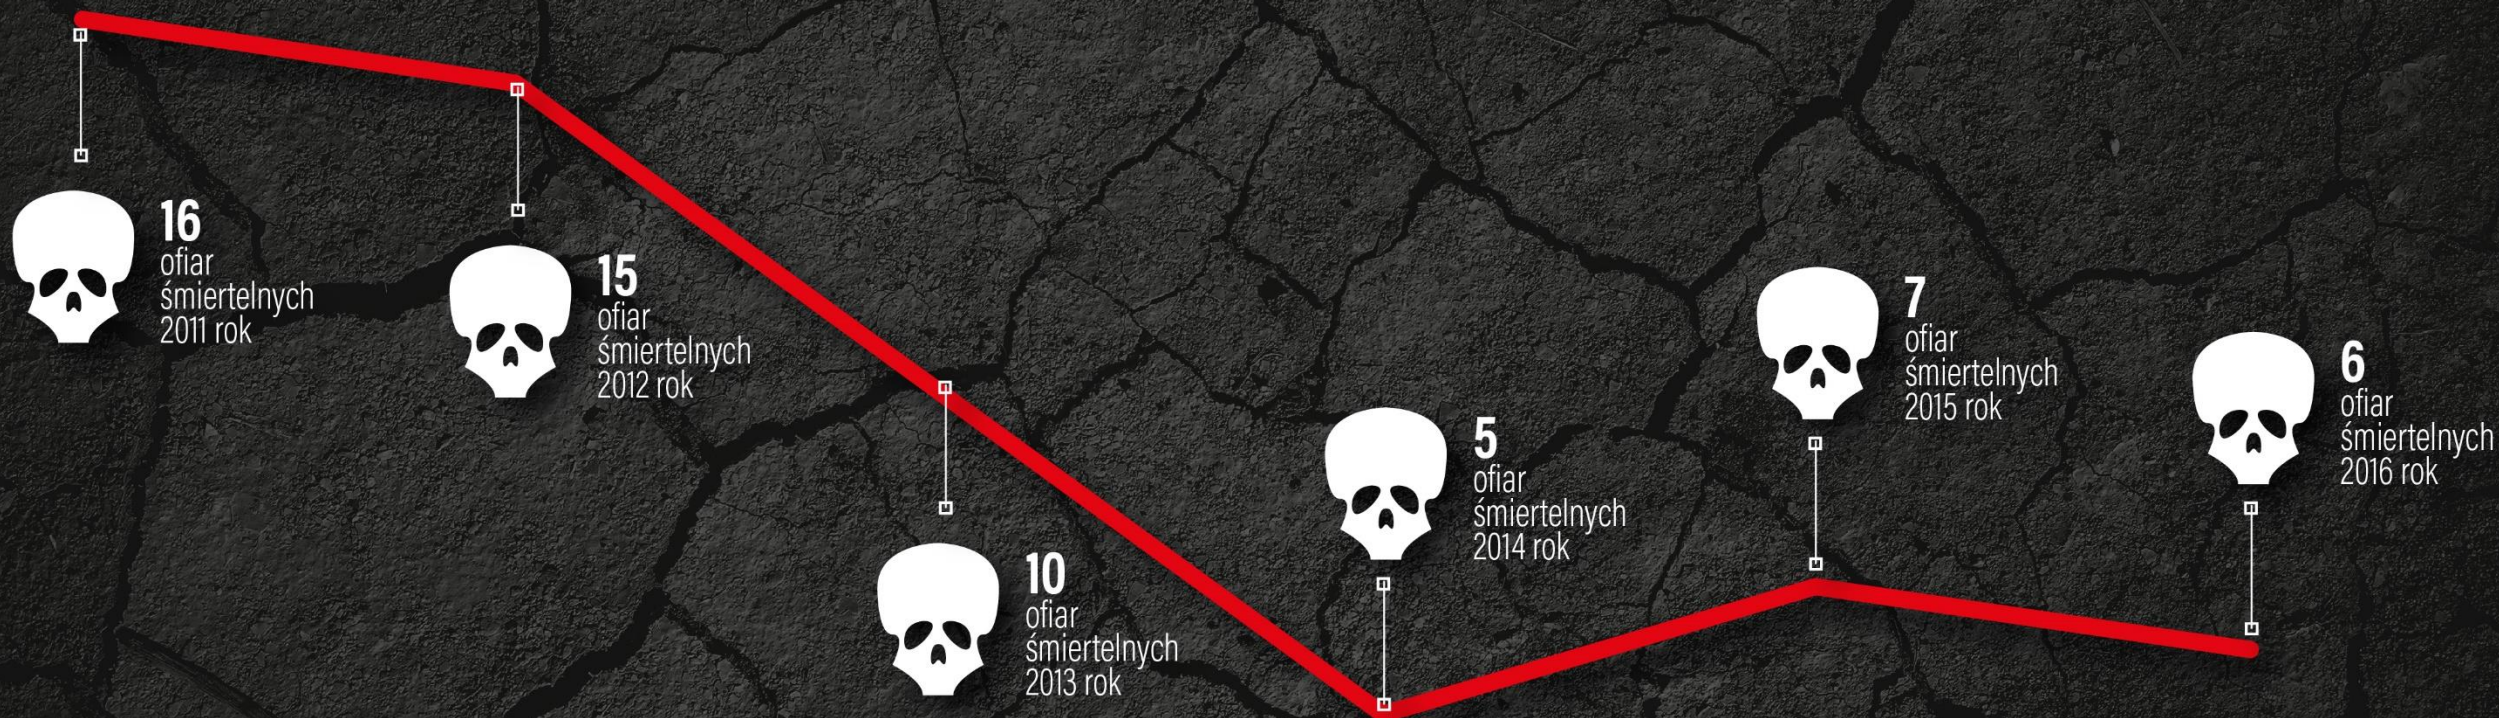 16
ofiar
śmiertelnych
2011 rok
15
ofiar
śmiertelnych
2012 rok
10
ofiar
śmiertelnych
2013 rok
5
ofiar
śmiertelnych
2014 rok
7
ofiar
śmiertelnych
2015 rok
6
ofiar
śmiertelnych
2016 rok